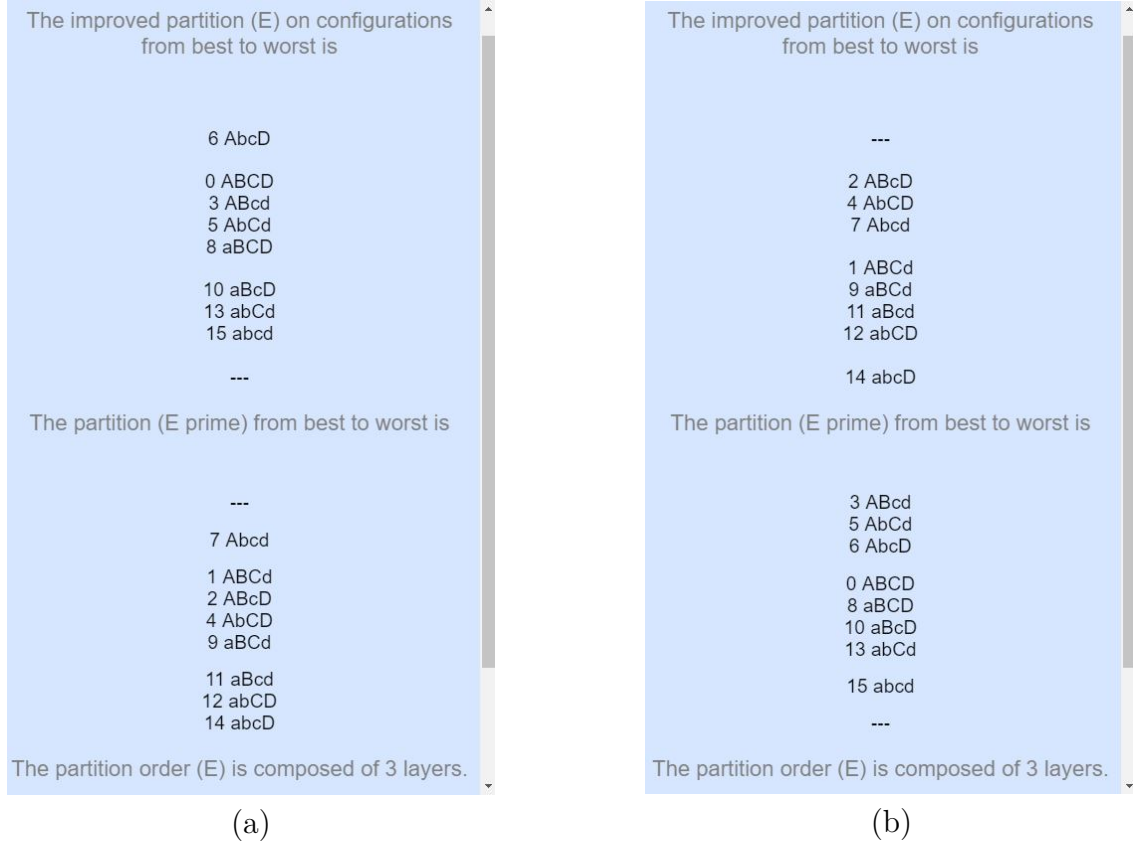 The improved partition (E) on configurations
from best to worst is
6 AbcD
0 ABCD
3 ABcd
5 AbCd
8 aBCD
10 aBcD
13 abCd
15 abcd
---
The partition (E prime) from best to worst is
---
7 Abcd
1 ABCd
2 ABcD
4 AbCD
9 aBCd
11 aBcd
12 abCD
14 abcD
The partition order (E) is composed of 3 layers.
(a)
The improved partition (E) on configurations
from best to worst is
---
2 ABcD
4 AbCD
7 Abcd
1 ABCd
9 aBCd
11 aBcd
12 abCD
14 abcD
The partition (E prime) from best to worst is
3 ABcd
5 AbCd
6 AbcD
0 ABCD
8 aBCD
10 aBcD
13 abCd
15 abcd
---
The partition order (E) is composed of 3 layers.
(b)